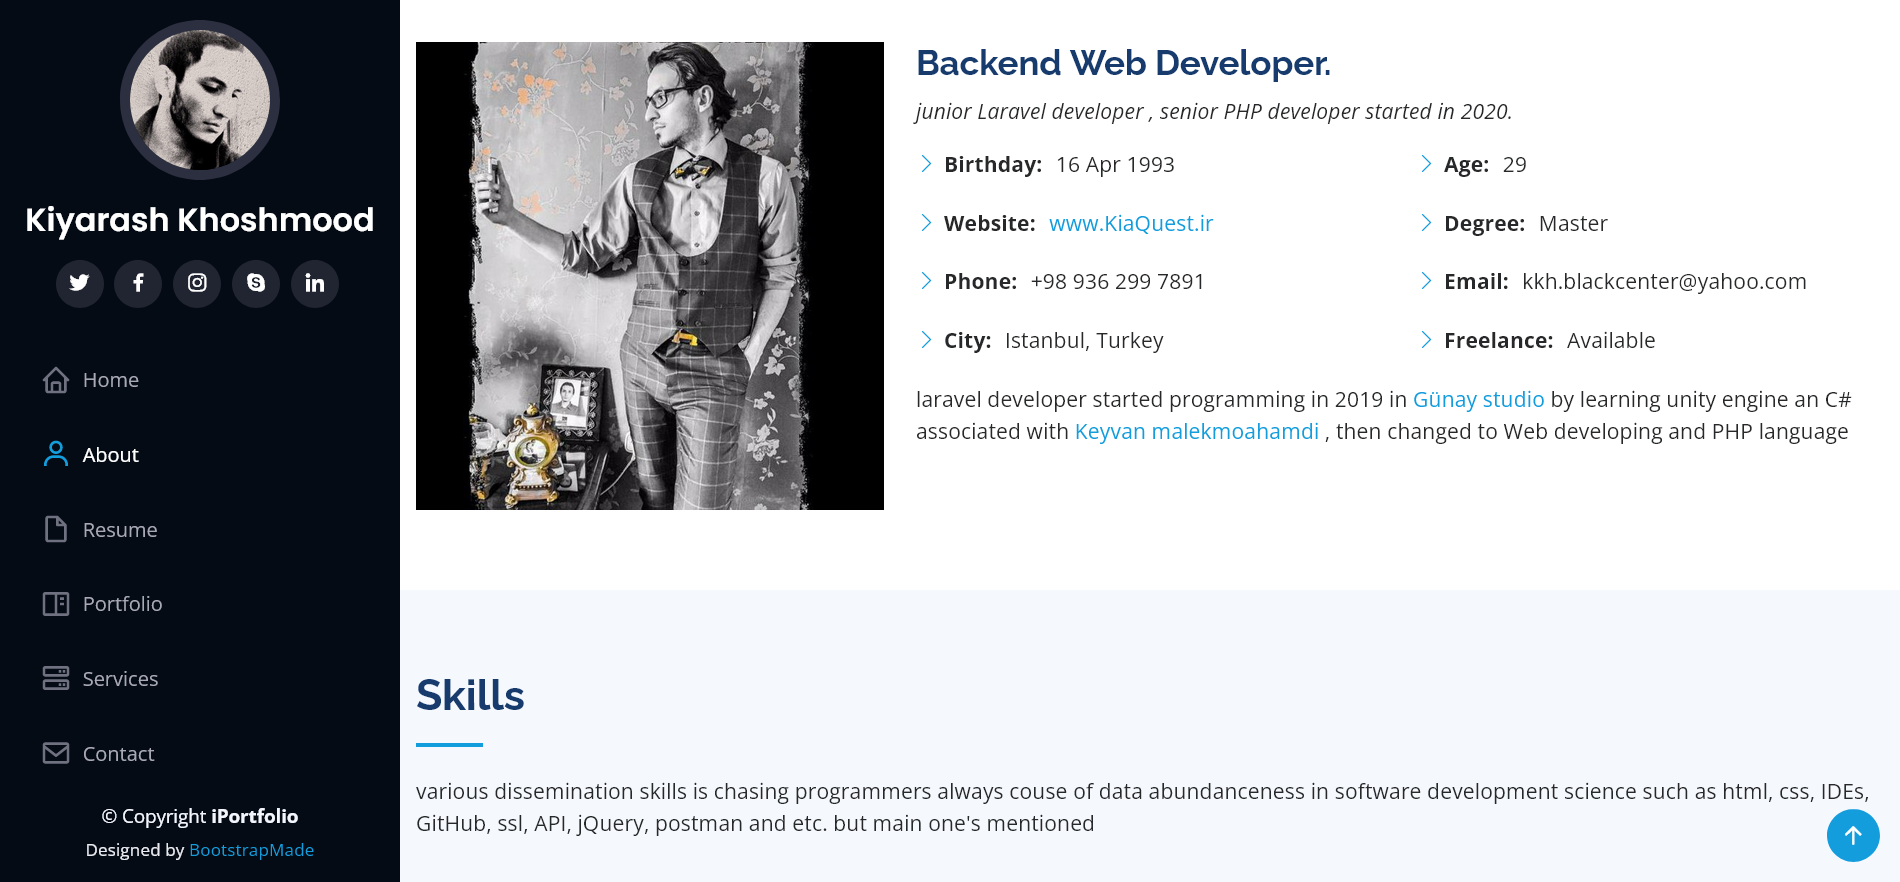 Kiyarash Khoshmood
Home
About
Resume
Portfolio
Services
Contact
© Copyright iPortfolio
Designed by BootstrapMade
Backend Web Developer.
junior Laravel developer , senior PHP developer started in 2020.
Birthday: 16 Apr 1993
Age: 29
Website: www.KiaQuest.ir
Degree: Master
Phone: +98 936 299 7891
Email: kkh.blackcenter@yahoo.com
City: Istanbul, Turkey
Freelance: Available
laravel developer started programming in 2019 in Günay studio by learning unity engine an C#
associated with Keyvan malekmoahamdi , then changed to Web developing and PHP language
Skills
various dissemination skills is chasing programmers always couse of data abundanceness in software development science such as html, css, IDEs,
GitHub, ssl, API, jQuery, postman and etc. but main one's mentioned